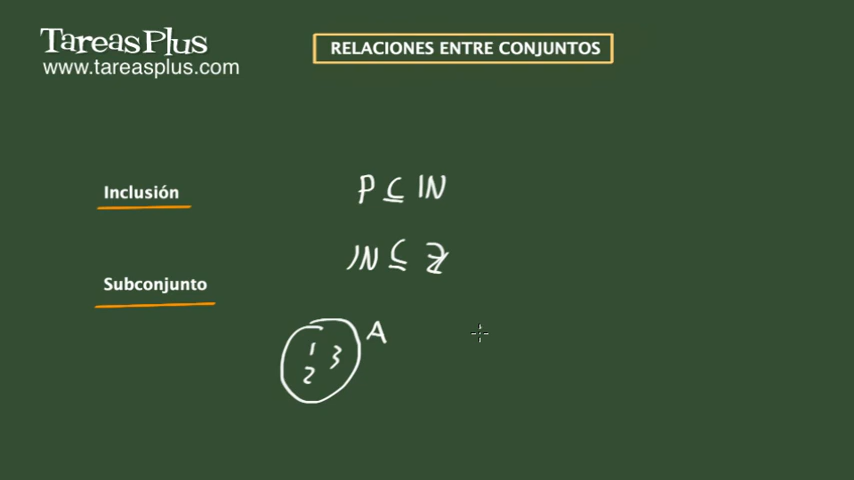 TareasPlus
www.tareasplus.com
RELACIONES ENTRE CONJUNTOS
Inclusión
P ⊆ IN
IN ⊆ Z
Subconjunto
A
1 3
2